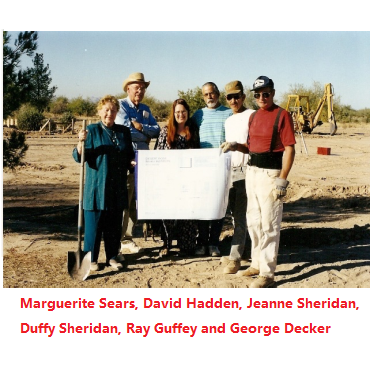 Marguerite Sears, David Hadden, Jeanne Sheridan,
Duffy Sheridan, Ray Guffey and George Decker